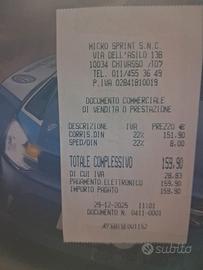 MICRO SPRINT S.N.C.
VIA DELL'ASILO 13B
10034 CHIVASSO /TO/
TEL. 011/455 36 49
P.IVA 02841810019
DOCUMENTO COMMERCIALE
DI VENDITA O PRESTAZIONE
DESCRIZIONE IVA PREZZO €
CORRIS.DIN 22% 151.90
SPED/DIN 22% 8.00
TOTALE COMPLESSIVO 159.90
DI CUI IVA 28.83
PAGAMENTO ELETTRONICO 159.90
IMPORTO PAGATO 159.90
29-12-2025 11:01
DOCUMENTO N. 0411-0001
subito